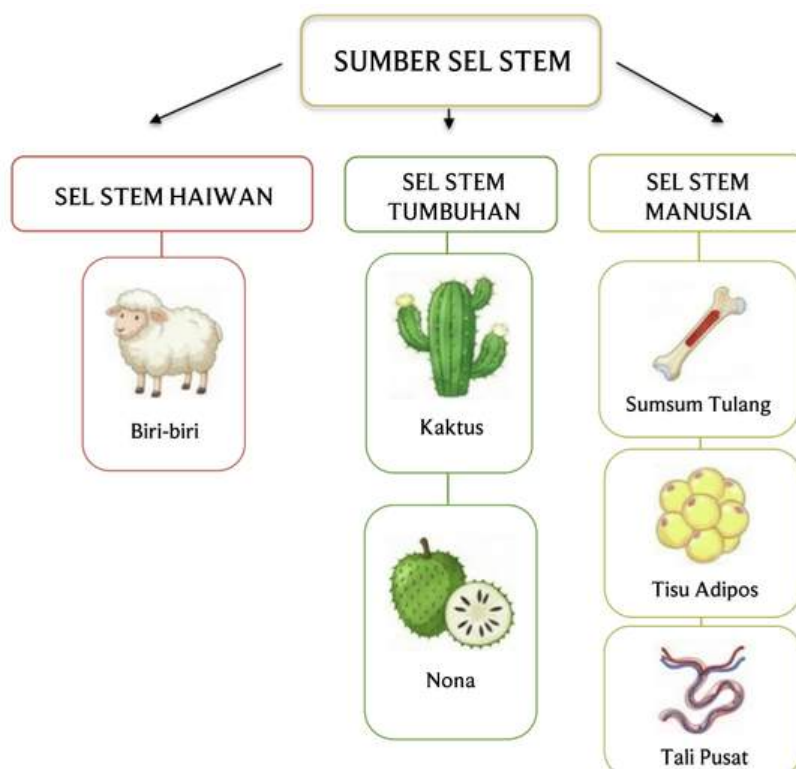 SUMBER SEL STEM
SEL STEM HAIWAN
Biri-biri
SEL STEM
TUMBUHAN
Kaktus
Nona
SEL STEM
MANUSIA
Sumsum Tulang
Tisu Adipos
Tali Pusat